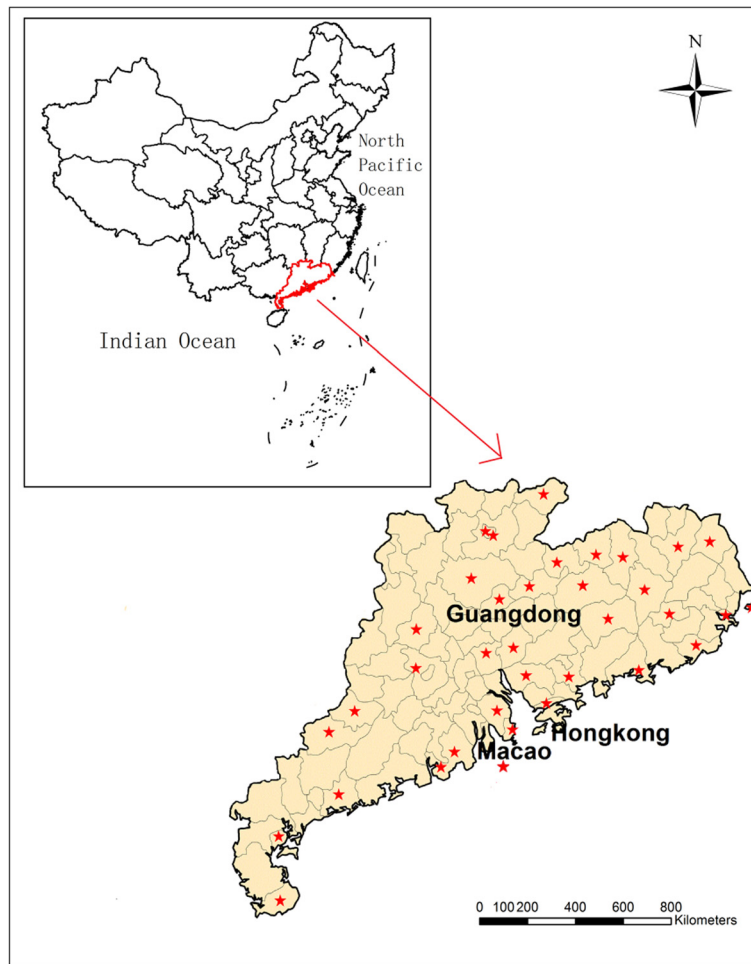 N
North
Pacific
Ocean
Indian Ocean
Guangdong
Hongkong
Macao
0 100 200 400 600 800
Kilometers